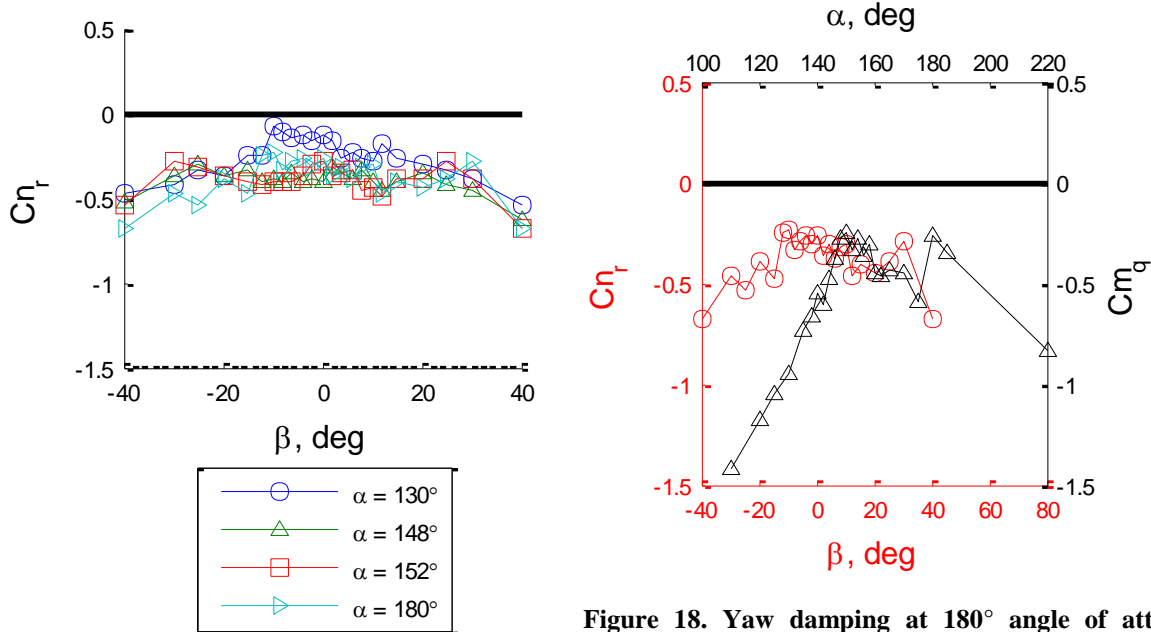 0.5
0
-0.5
-1
-1.5
Cn_r
-40 -20 0 20 40
β, deg
α = 130°
α = 148°
α = 152°
α = 180°
α, deg
100 120 140 160 180 200 220
0.5 0.5
0 0
-0.5 -0.5
-1 -1
-1.5 -1.5
Cn_r
Cm_q
-40 -20 0 20 40 60 80
β, deg
Figure 18. Yaw damping at 180° angle of att